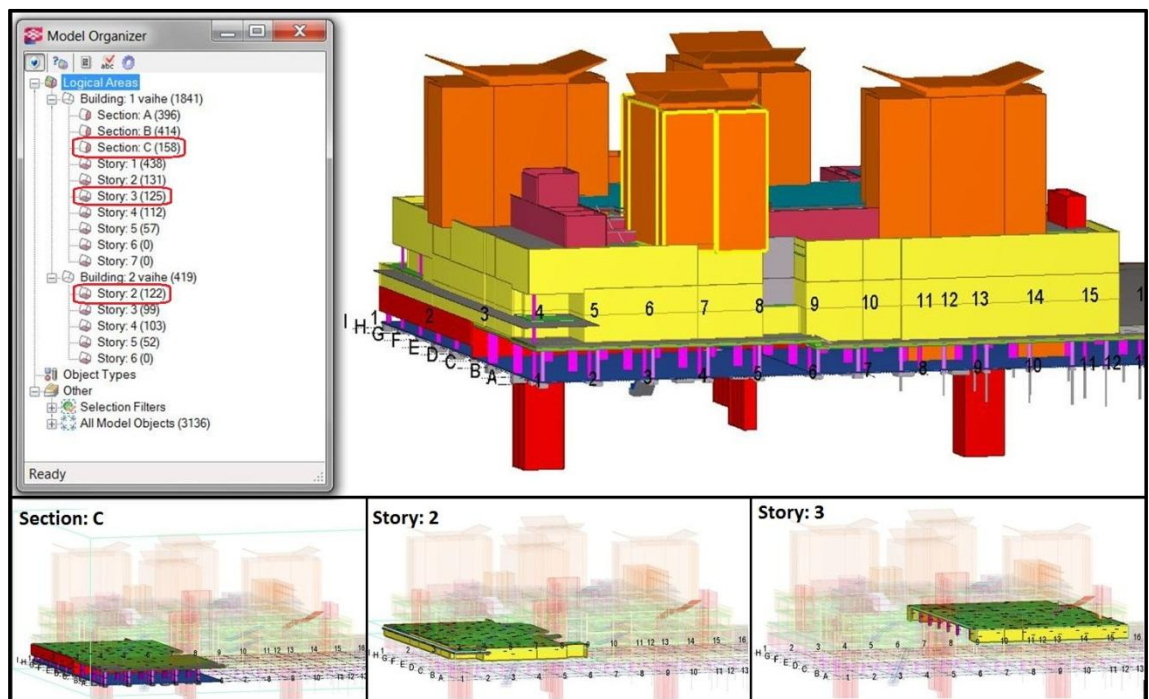 Model Organizer
abc
Logical Areas
Building: 1 vaihe (1841)
Section: A (396)
Section: B (414)
Section: C (158)
Story: 1 (438)
Story: 2 (131)
Story: 3 (125)
Story: 4 (112)
Story: 5 (57)
Story: 6 (0)
Story: 7 (0)
Building: 2 vaihe (419)
Story: 2 (122)
Story: 3 (99)
Story: 4 (103)
Story: 5 (52)
Story: 6 (0)
Object Types
Other
Selection Filters
All Model Objects (3136)
Ready
1 2 3 4 5 6 7 8 9 10 11 12 13 14 15
I H G F E D C B A
1 2 3 4 5 6 7 8 9 10 11 12
Section: C
Story: 2
Story: 3